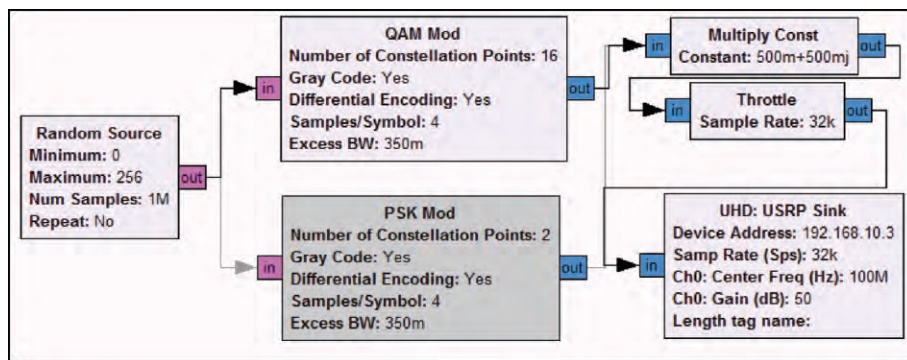 Random Source
Minimum: 0
Maximum: 256
Num Samples: 1M
Repeat: No
out
QAM Mod
Number of Constellation Points: 16
Gray Code: Yes
Differential Encoding: Yes
Samples/Symbol: 4
Excess BW: 350m
in
out
PSK Mod
Number of Constellation Points: 2
Gray Code: Yes
Differential Encoding: Yes
Samples/Symbol: 4
Excess BW: 350m
in
out
Multiply Const
Constant: 500m+500mj
in
out
Throttle
Sample Rate: 32k
in
out
UHD: USRP Sink
Device Address: 192.168.10.3
Samp Rate (Sps): 32k
Ch0: Center Freq (Hz): 100M
Ch0: Gain (dB): 50
Length tag name:
in